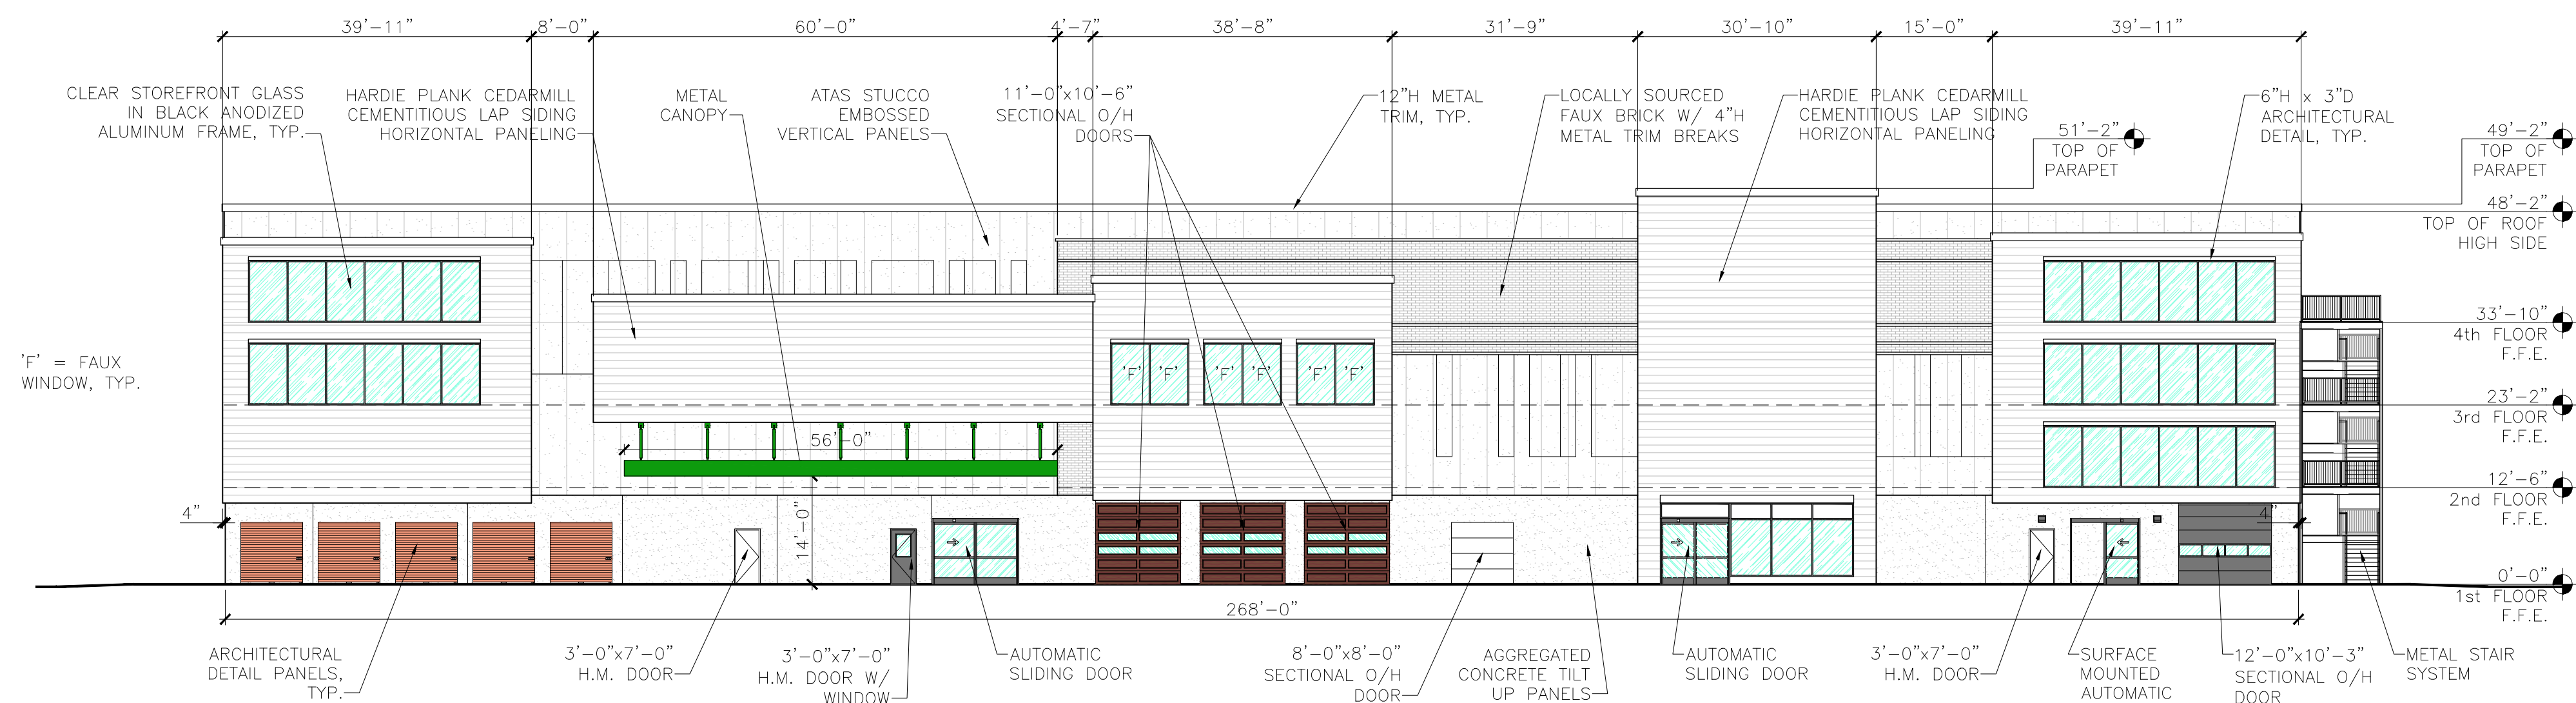 39'-11"
8'-0"
60'-0"
4'-7"
38'-8"
31'-9"
30'-10"
15'-0"
39'-11"
CLEAR STOREFRONT GLASS
IN BLACK ANODIZED
ALUMINUM FRAME, TYP.
HARDIE PLANK CEDARMILL
CEMENTITIOUS LAP SIDING
HORIZONTAL PANELING
METAL
CANOPY
ATAS STUCCO
EMBOSSED
VERTICAL PANELS
11'-0"x10'-6"
SECTIONAL O/H
DOORS
12"H METAL
TRIM, TYP.
LOCALLY SOURCED
FAUX BRICK W/ 4"H
METAL TRIM BREAKS
HARDIE PLANK CEDARMILL
CEMENTITIOUS LAP SIDING
HORIZONTAL PANELING
51'-2"
TOP OF
PARAPET
6"H x 3"D
ARCHITECTURAL
DETAIL, TYP.
49'-2"
TOP OF
PARAPET
48'-2"
TOP OF ROOF
HIGH SIDE
33'-10"
4th FLOOR
F.F.E.
23'-2"
3rd FLOOR
F.F.E.
12'-6"
2nd FLOOR
F.F.E.
0'-0"
1st FLOOR
F.F.E.
'F' = FAUX
WINDOW, TYP.
'F' 'F' 'F' 'F' 'F' 'F'
56'-0"
14'-0"
4"
4"
268'-0"
ARCHITECTURAL
DETAIL PANELS,
TYP.
3'-0"x7'-0"
H.M. DOOR
3'-0"x7'-0"
H.M. DOOR W/
WINDOW
AUTOMATIC
SLIDING DOOR
8'-0"x8'-0"
SECTIONAL O/H
DOOR
AGGREGATED
CONCRETE TILT
UP PANELS
AUTOMATIC
SLIDING DOOR
3'-0"x7'-0"
H.M. DOOR
SURFACE
MOUNTED
AUTOMATIC
12'-0"x10'-3"
SECTIONAL O/H
DOOR
METAL STAIR
SYSTEM